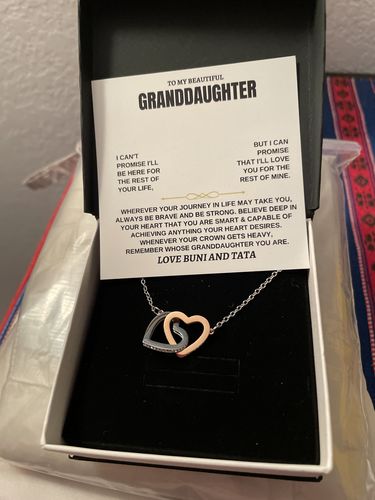 TO MY BEAUTIFUL
GRANDDAUGHTER
I CAN'T
PROMISE I'LL
BE HERE FOR
THE REST OF
YOUR LIFE,
BUT I CAN
PROMISE
THAT I'LL LOVE
YOU FOR THE
REST OF MINE.
WHEREVER YOUR JOURNEY IN LIFE MAY TAKE YOU,
ALWAYS BE BRAVE AND BE STRONG. BELIEVE DEEP IN
YOUR HEART THAT YOU ARE SMART & CAPABLE OF
ACHIEVING ANYTHING YOUR HEART DESIRES.
WHENEVER YOUR CROWN GETS HEAVY,
REMEMBER WHOSE GRANDDAUGHTER YOU ARE.
LOVE BUNI AND TATA